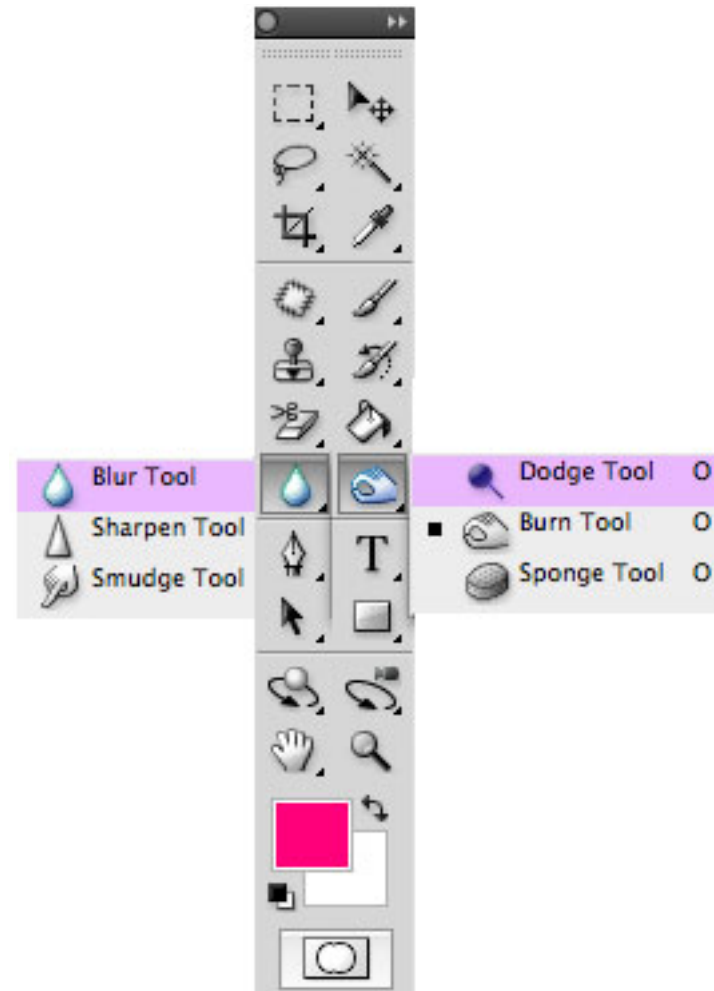 Blur Tool
Sharpen Tool
Smudge Tool
Dodge Tool O
Burn Tool O
Sponge Tool O
T